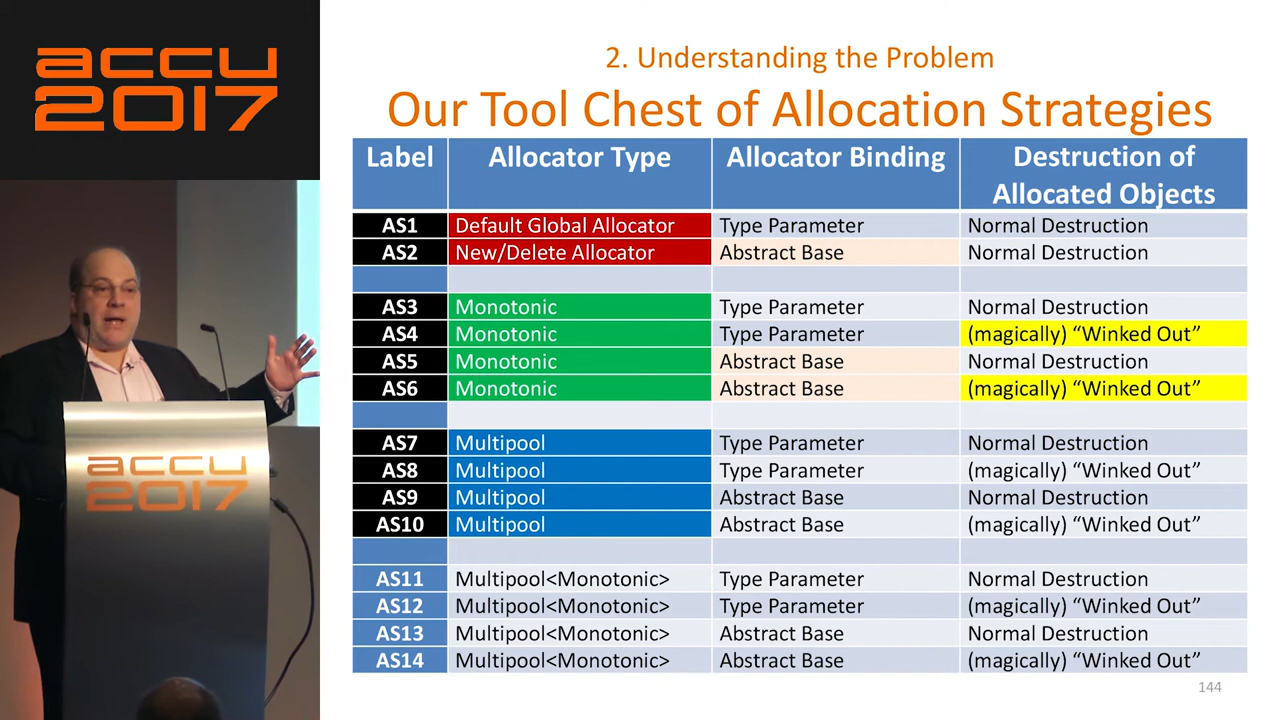 accu
2017
accu
2017
2. Understanding the Problem
Our Tool Chest of Allocation Strategies
Label Allocator Type Allocator Binding Destruction of
Allocated Objects
AS1 Default Global Allocator Type Parameter Normal Destruction
AS2 New/Delete Allocator Abstract Base Normal Destruction
AS3 Monotonic Type Parameter Normal Destruction
AS4 Monotonic Type Parameter (magically) “Winked Out”
AS5 Monotonic Abstract Base Normal Destruction
AS6 Monotonic Abstract Base (magically) “Winked Out”
AS7 Multipool Type Parameter Normal Destruction
AS8 Multipool Type Parameter (magically) “Winked Out”
AS9 Multipool Abstract Base Normal Destruction
AS10 Multipool Abstract Base (magically) “Winked Out”
AS11 Multipool<Monotonic> Type Parameter Normal Destruction
AS12 Multipool<Monotonic> Type Parameter (magically) “Winked Out”
AS13 Multipool<Monotonic> Abstract Base Normal Destruction
AS14 Multipool<Monotonic> Abstract Base (magically) “Winked Out”
144